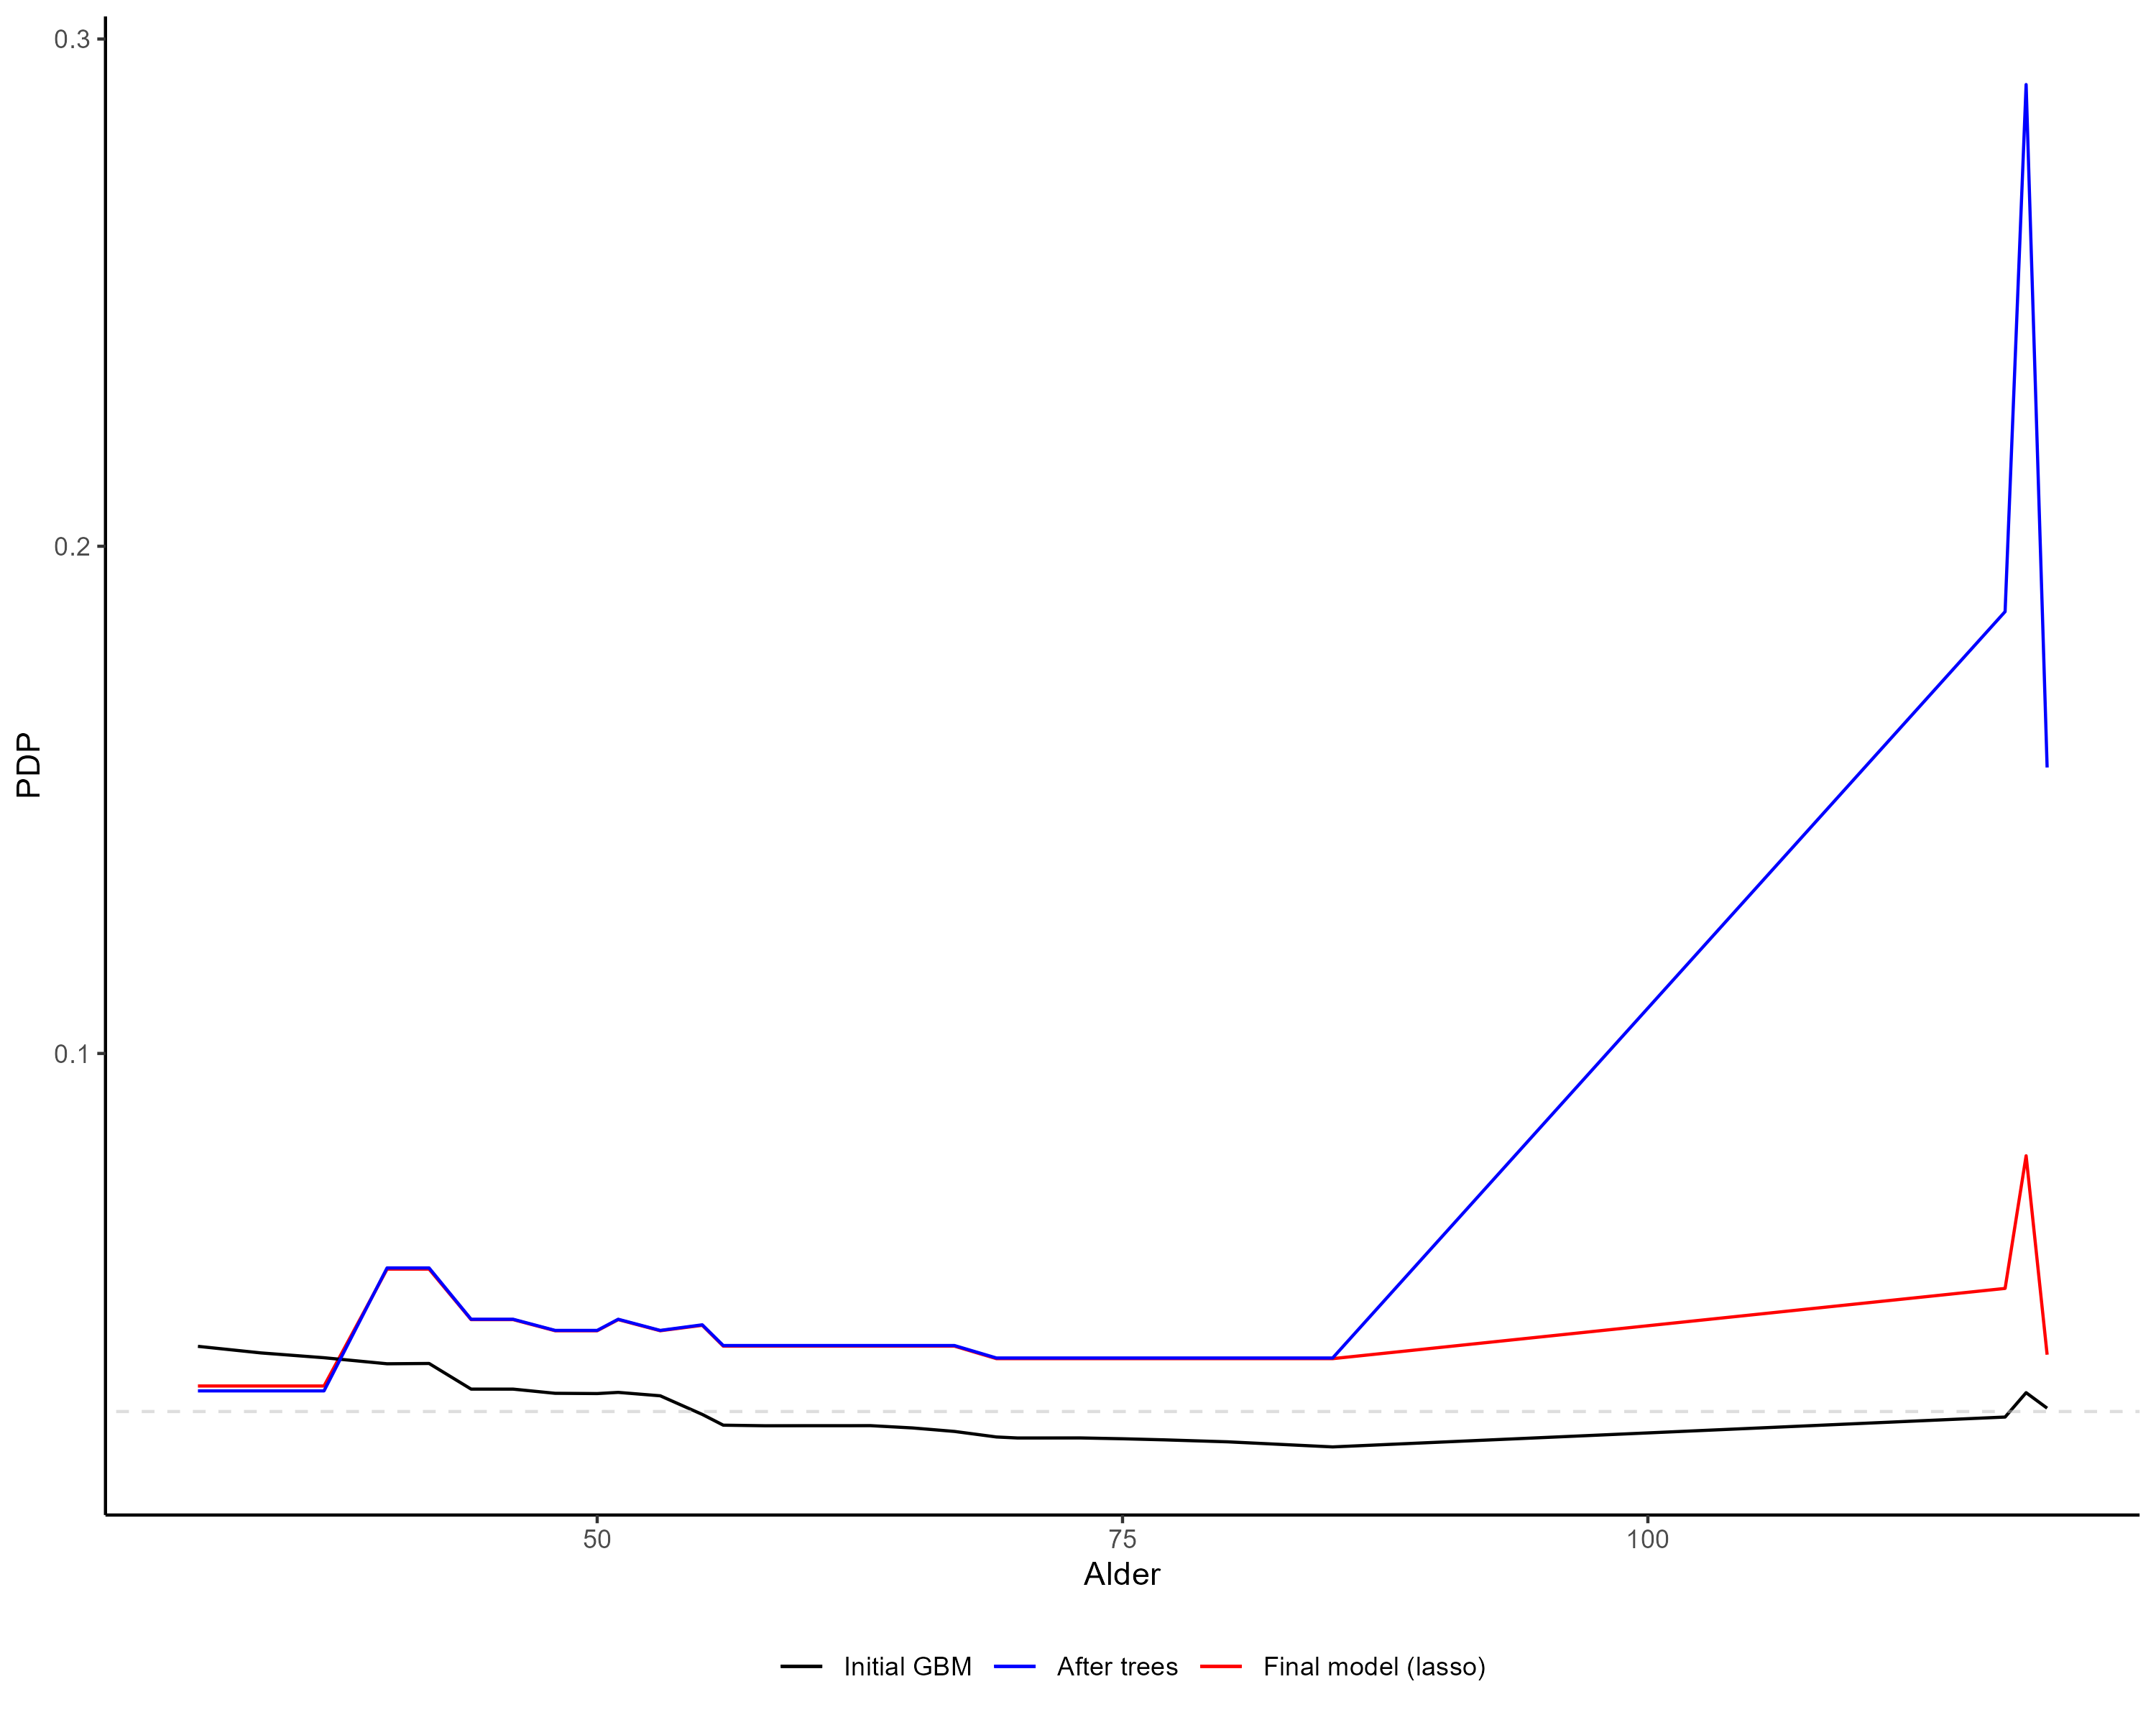 0.3
0.2
0.1
PDP
50 75 100
Alder
Initial GBM After trees Final model (lasso)